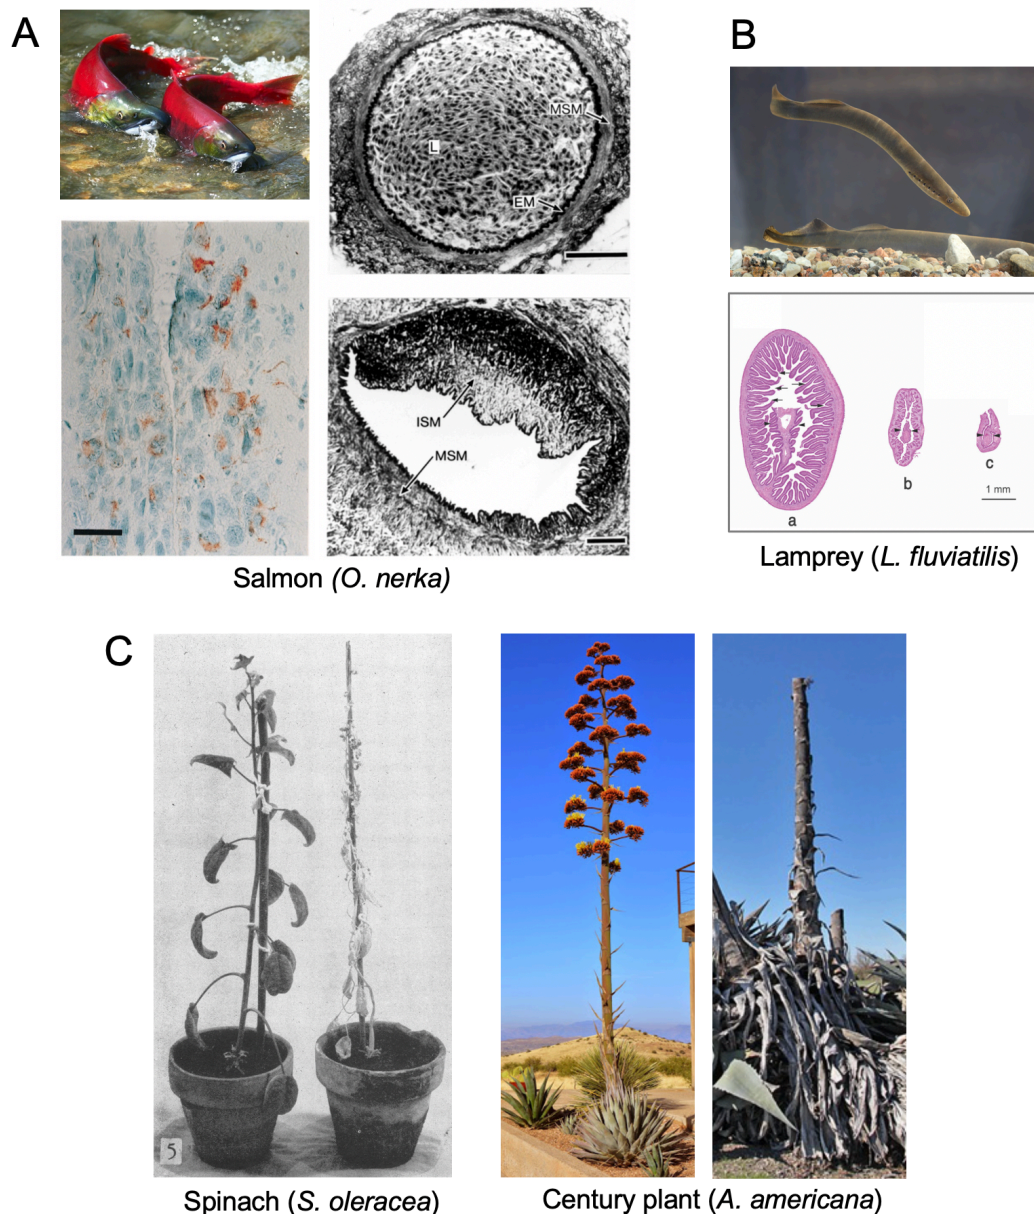 A
B
MSM
L
EM
ISM
MSM
a
b
c
1 mm
Salmon (O. nerka)
Lamprey (L. fluviatilis)
C
5
Spinach (S. oleracea)
Century plant (A. americana)